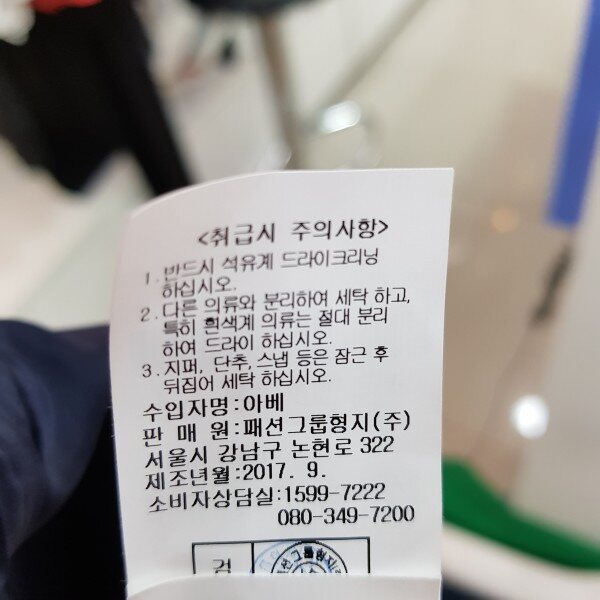 <취급시 주의사항>
1. 반드시 석유계 드라이크리닝
하십시오.
2. 다른 의류와 분리하여 세탁 하고,
특히 흰색계 의류는 절대 분리
하여 드라이 하십시오.
3. 지퍼, 단추, 스냅 등은 잠근 후
뒤집어 세탁 하십시오.
수입자명:아베
판 매 원:패션그룹형지(주)
서울시 강남구 논현로 322
제조년월:2017. 9.
소비자상담실:1599-7222
080-349-7200
검